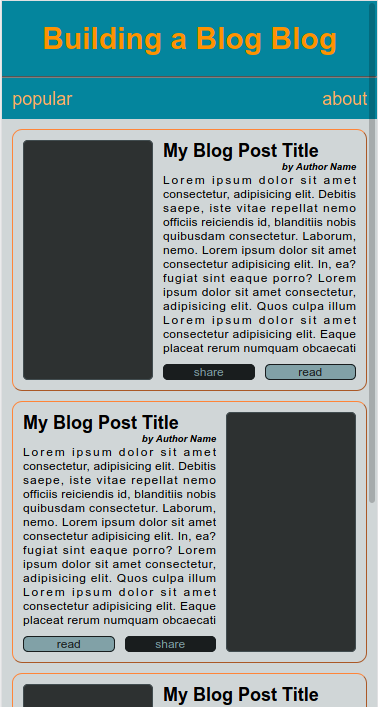 Building a Blog Blog
popular about
My Blog Post Title
by Author Name
Lorem ipsum dolor sit amet
consectetur, adipisicing elit. Debitis
saepe, iste vitae repellat nemo
officiis reiciendis id, blanditiis nobis
quibusdam consectetur. Laborum,
nemo. Lorem ipsum dolor sit amet
consectetur adipisicing elit. In, ea?
fugiat sint eaque porro? Lorem
ipsum dolor sit amet consectetur,
adipisicing elit. Quos culpa illum
Lorem ipsum dolor sit amet
consectetur adipisicing elit. Eaque
placeat rerum numquam obcaecati
share read
My Blog Post Title
by Author Name
Lorem ipsum dolor sit amet
consectetur, adipisicing elit. Debitis
saepe, iste vitae repellat nemo
officiis reiciendis id, blanditiis nobis
quibusdam consectetur. Laborum,
nemo. Lorem ipsum dolor sit amet
consectetur adipisicing elit. In, ea?
fugiat sint eaque porro? Lorem
ipsum dolor sit amet consectetur,
adipisicing elit. Quos culpa illum
Lorem ipsum dolor sit amet
consectetur adipisicing elit. Eaque
placeat rerum numquam obcaecati
read share
My Blog Post Title